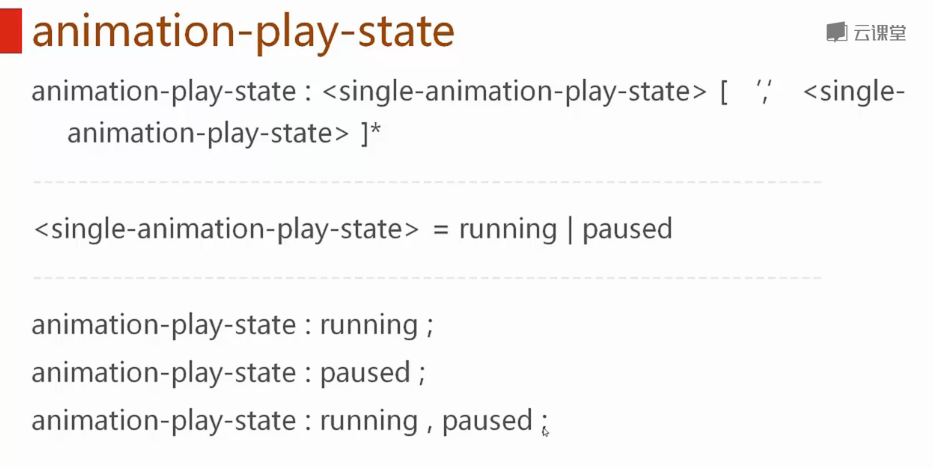 animation-play-state
云课堂
animation-play-state : <single-animation-play-state> [ ‘,‘ <single-
animation-play-state> ]*
<single-animation-play-state> = running | paused
animation-play-state : running ;
animation-play-state : paused ;
animation-play-state : running , paused ;